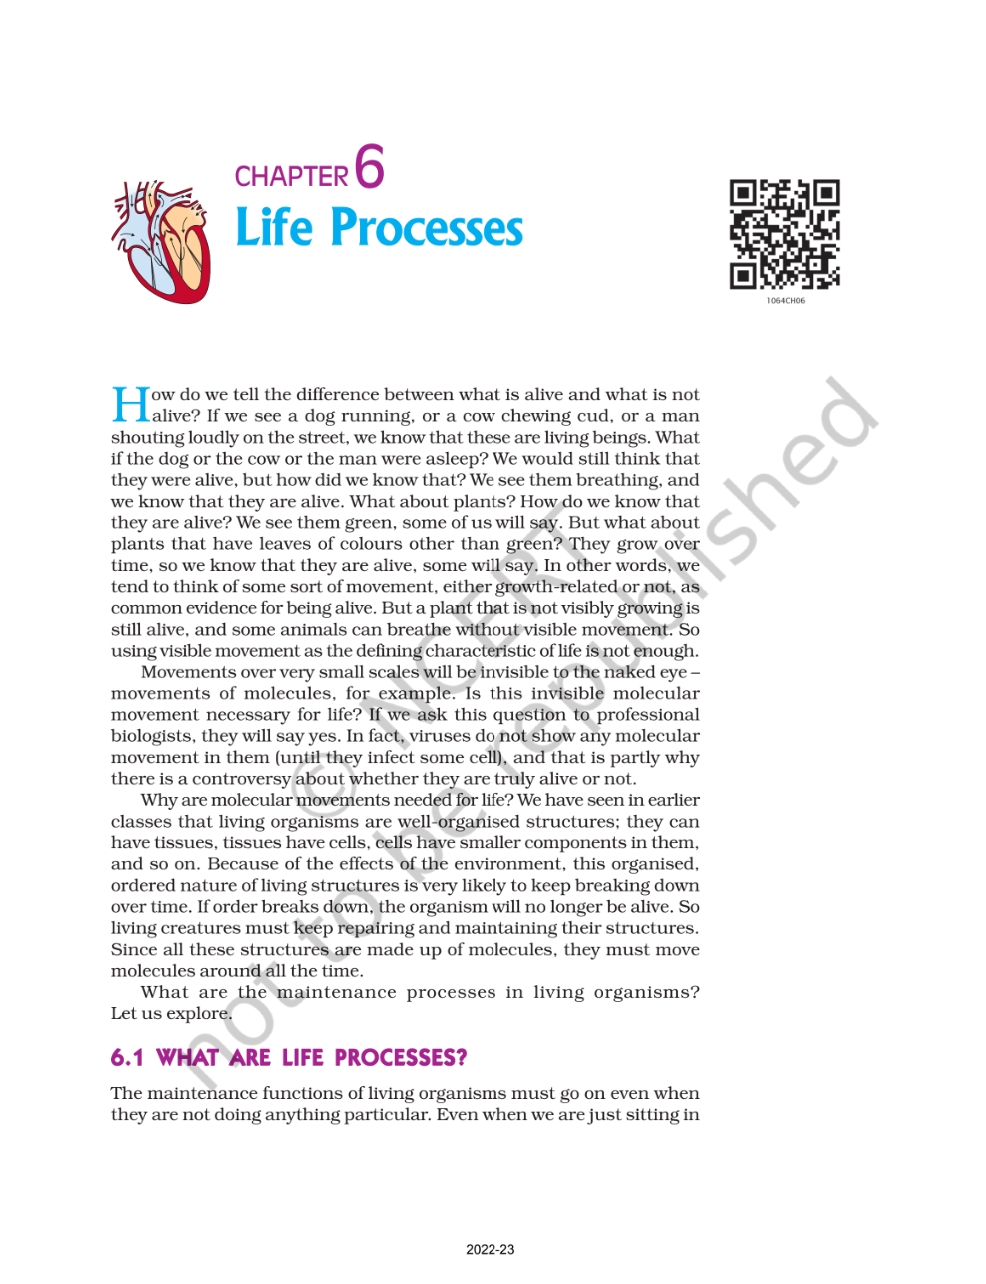 CHAPTER 6
Life Processes
1064CH06
How do we tell the difference between what is alive and what is not
alive? If we see a dog running, or a cow chewing cud, or a man
shouting loudly on the street, we know that these are living beings. What
if the dog or the cow or the man were asleep? We would still think that
they were alive, but how did we know that? We see them breathing, and
we know that they are alive. What about plants? How do we know that
they are alive? We see them green, some of us will say. But what about
plants that have leaves of colours other than green? They grow over
time, so we know that they are alive, some will say. In other words, we
tend to think of some sort of movement, either growth-related or not, as
common evidence for being alive. But a plant that is not visibly growing is
still alive, and some animals can breathe without visible movement. So
using visible movement as the defining characteristic of life is not enough.
Movements over very small scales will be invisible to the naked eye –
movements of molecules, for example. Is this invisible molecular
movement necessary for life? If we ask this question to professional
biologists, they will say yes. In fact, viruses do not show any molecular
movement in them (until they infect some cell), and that is partly why
there is a controversy about whether they are truly alive or not.
Why are molecular movements needed for life? We have seen in earlier
classes that living organisms are well-organised structures; they can
have tissues, tissues have cells, cells have smaller components in them,
and so on. Because of the effects of the environment, this organised,
ordered nature of living structures is very likely to keep breaking down
over time. If order breaks down, the organism will no longer be alive. So
living creatures must keep repairing and maintaining their structures.
Since all these structures are made up of molecules, they must move
molecules around all the time.
What are the maintenance processes in living organisms?
Let us explore.
6.1 WHAT ARE LIFE PROCESSES?
The maintenance functions of living organisms must go on even when
they are not doing anything particular. Even when we are just sitting in
© NCERT
not to be republished
2022-23